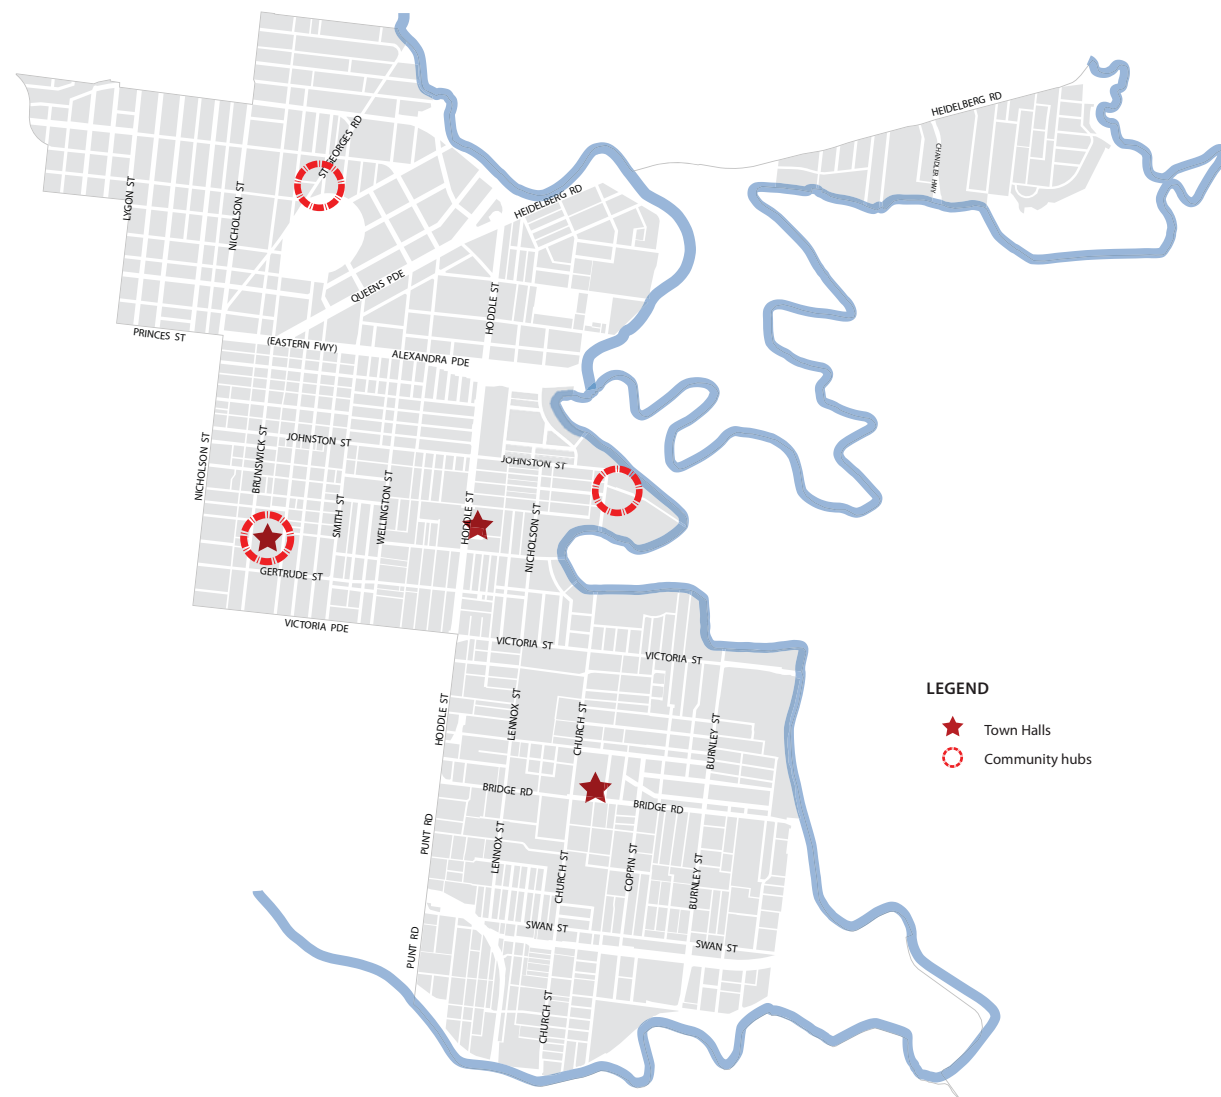 HEIDELBERG RD
CHANDLER HWY
ST GEORGES RD
LYGON ST
NICHOLSON ST
HEIDELBERG RD
QUEENS PDE
HODDLE ST
PRINCES ST
(EASTERN FWY)
ALEXANDRA PDE
NICHOLSON ST
BRUNSWICK ST
JOHNSTON ST
JOHNSTON ST
SMITH ST
WELLINGTON ST
HODDLE ST
NICHOLSON ST
GERTRUDE ST
VICTORIA PDE
VICTORIA ST
VICTORIA ST
LEGEND
Town Halls
Community hubs
HODDLE ST
LENNOX ST
CHURCH ST
BURNLEY ST
BRIDGE RD
BRIDGE RD
PUNT RD
LENNOX ST
CHURCH ST
COPPIN ST
BURNLEY ST
PUNT RD
SWAN ST
SWAN ST
CHURCH ST